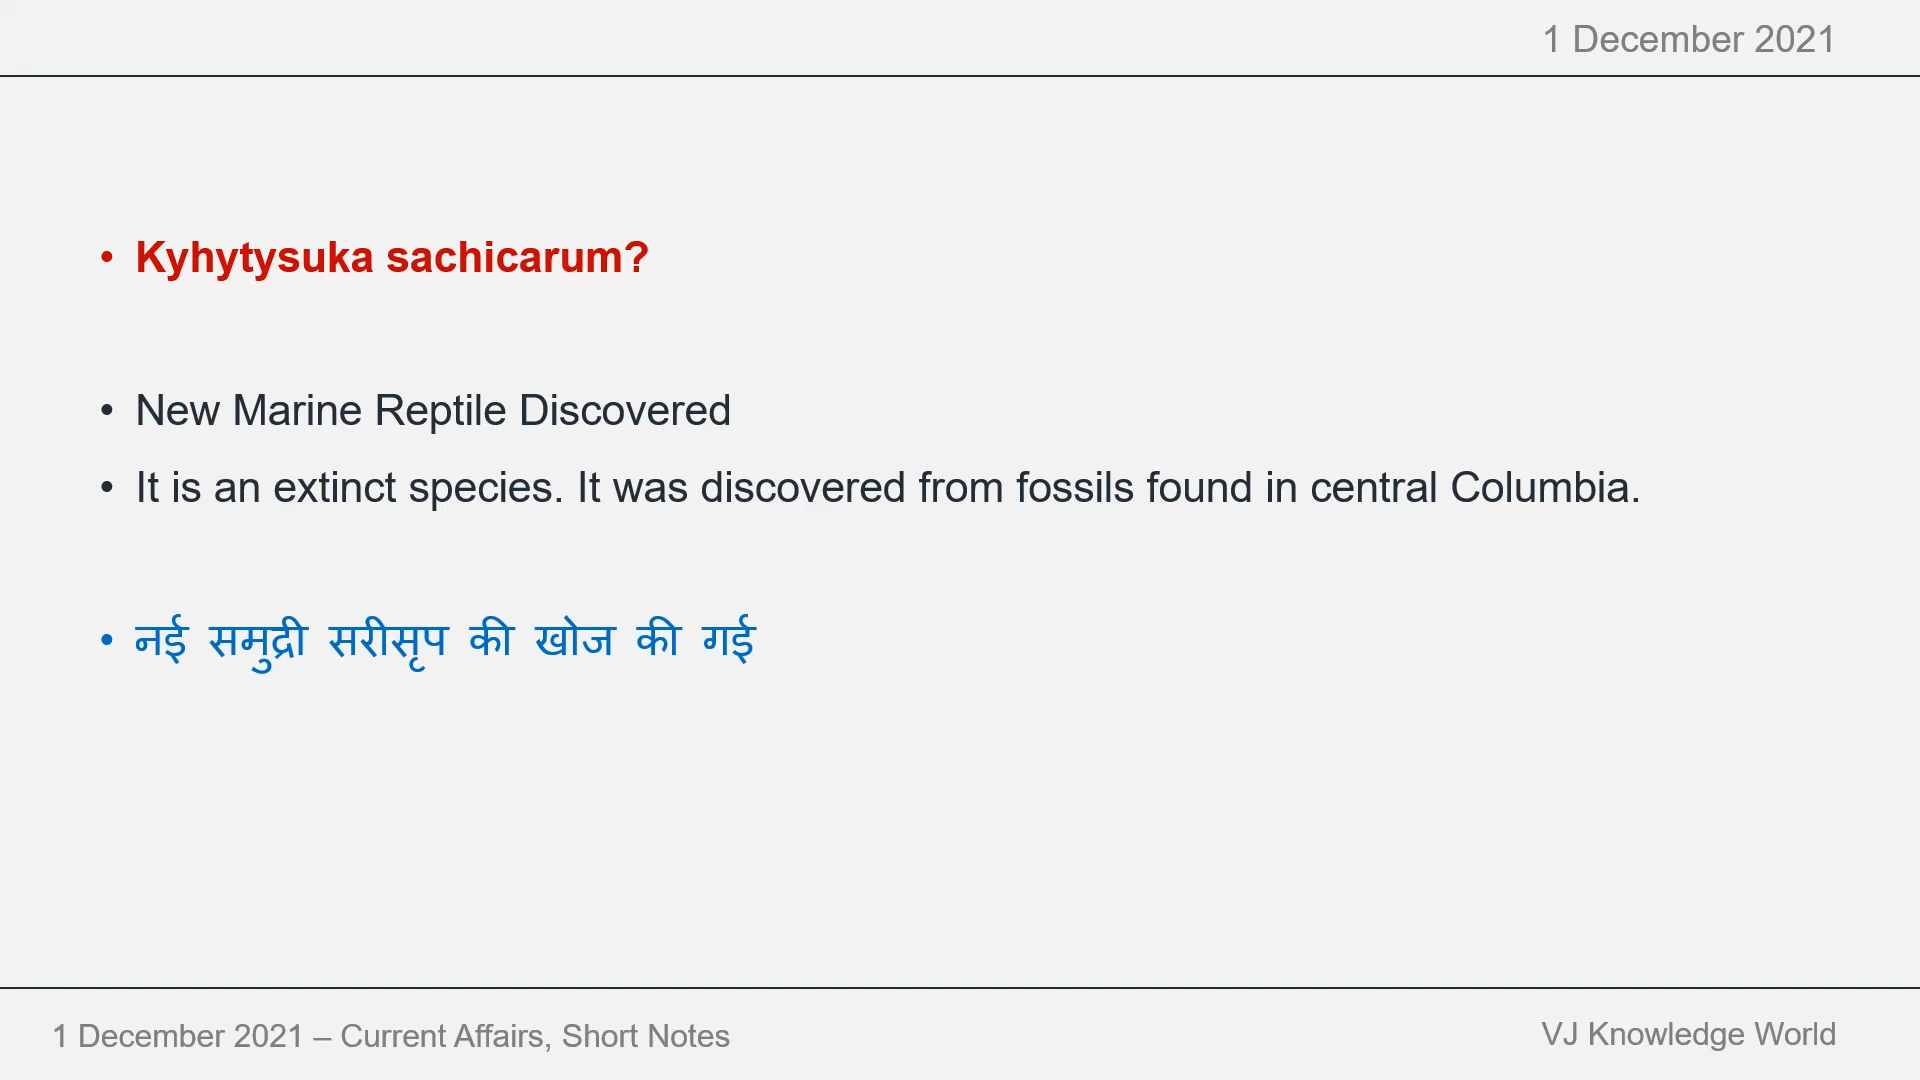 1 December 2021
• Kyhytysuka sachicarum?
• New Marine Reptile Discovered
• It is an extinct species. It was discovered from fossils found in central Columbia.
• नई समुद्री सरीसृप की खोज की गई
1 December 2021 – Current Affairs, Short Notes
VJ Knowledge World